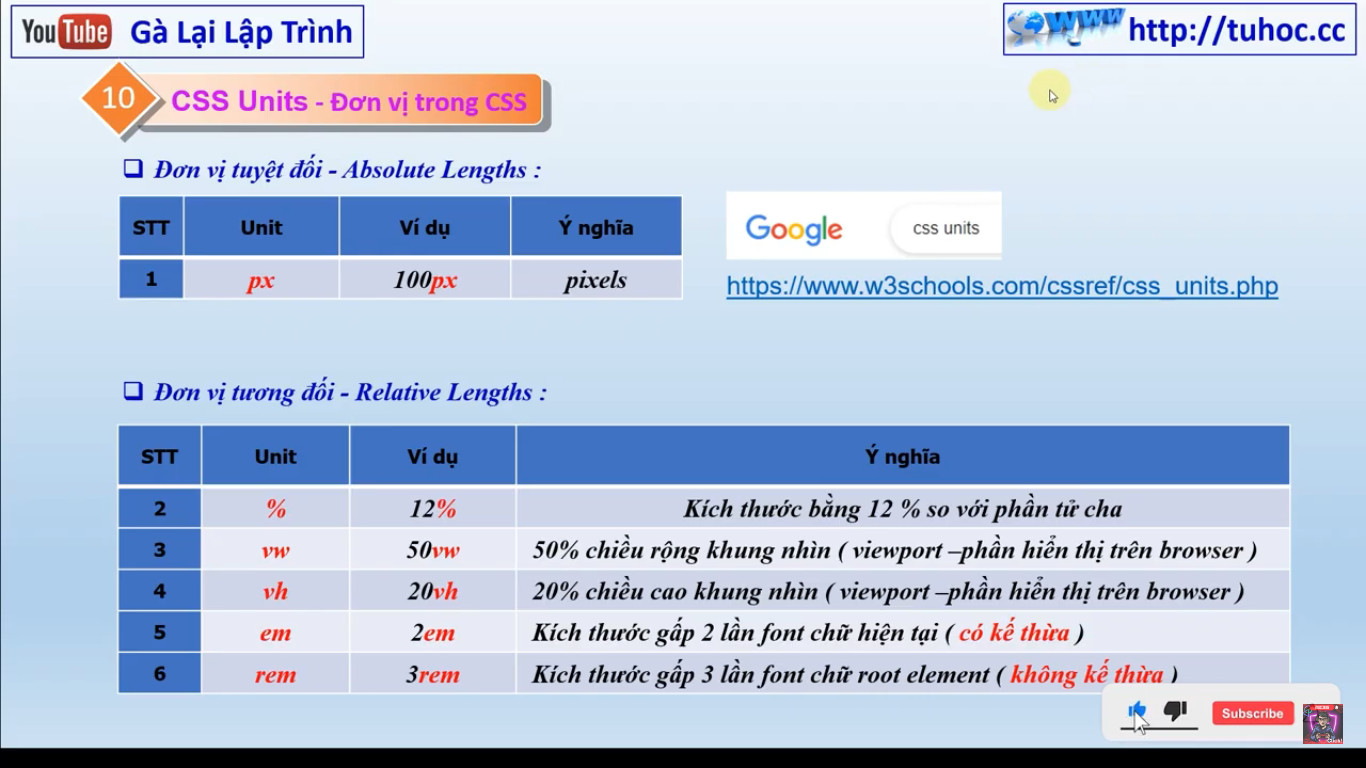 YouTube Gà Lại Lập Trình
www http://tuhoc.cc
10 CSS Units - Đơn vị trong CSS
Đơn vị tuyệt đối - Absolute Lengths :
STT Unit Ví dụ Ý nghĩa
1 px 100px pixels
Google css units
https://www.w3schools.com/cssref/css_units.php
Đơn vị tương đối - Relative Lengths :
STT Unit Ví dụ Ý nghĩa
2 % 12% Kích thước bằng 12 % so với phần tử cha
3 vw 50vw 50% chiều rộng khung nhìn ( viewport –phần hiển thị trên browser )
4 vh 20vh 20% chiều cao khung nhìn ( viewport –phần hiển thị trên browser )
5 em 2em Kích thước gấp 2 lần font chữ hiện tại ( có kế thừa )
6 rem 3rem Kích thước gấp 3 lần font chữ root element ( không kế thừa )
Subscribe